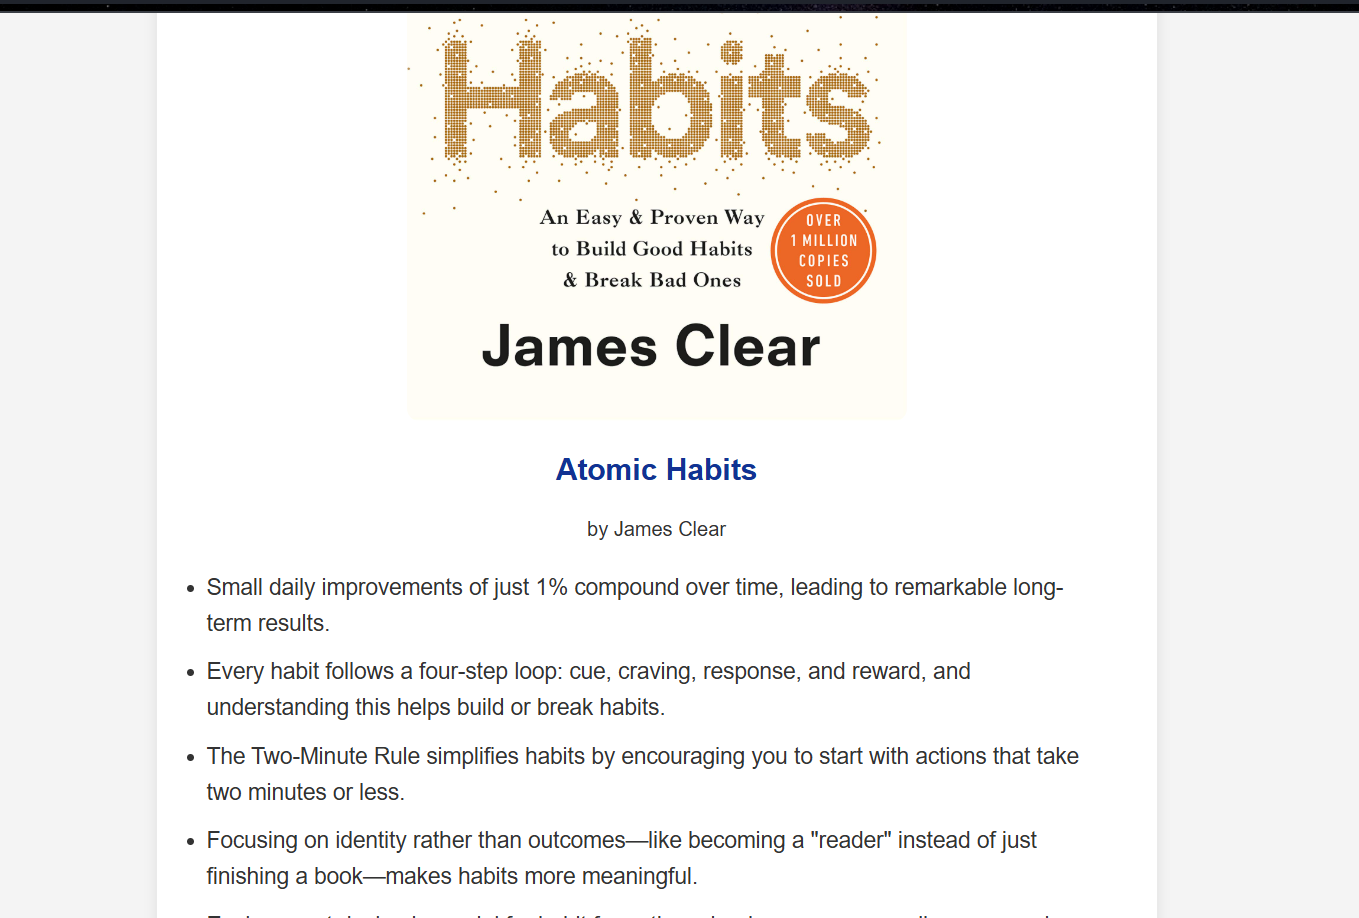 Habits
An Easy & Proven Way
to Build Good Habits
& Break Bad Ones
OVER
1 MILLION
COPIES
SOLD
James Clear
Atomic Habits
by James Clear
• Small daily improvements of just 1% compound over time, leading to remarkable long-
term results.
• Every habit follows a four-step loop: cue, craving, response, and reward, and
understanding this helps build or break habits.
• The Two-Minute Rule simplifies habits by encouraging you to start with actions that take
two minutes or less.
• Focusing on identity rather than outcomes—like becoming a "reader" instead of just
finishing a book—makes habits more meaningful.